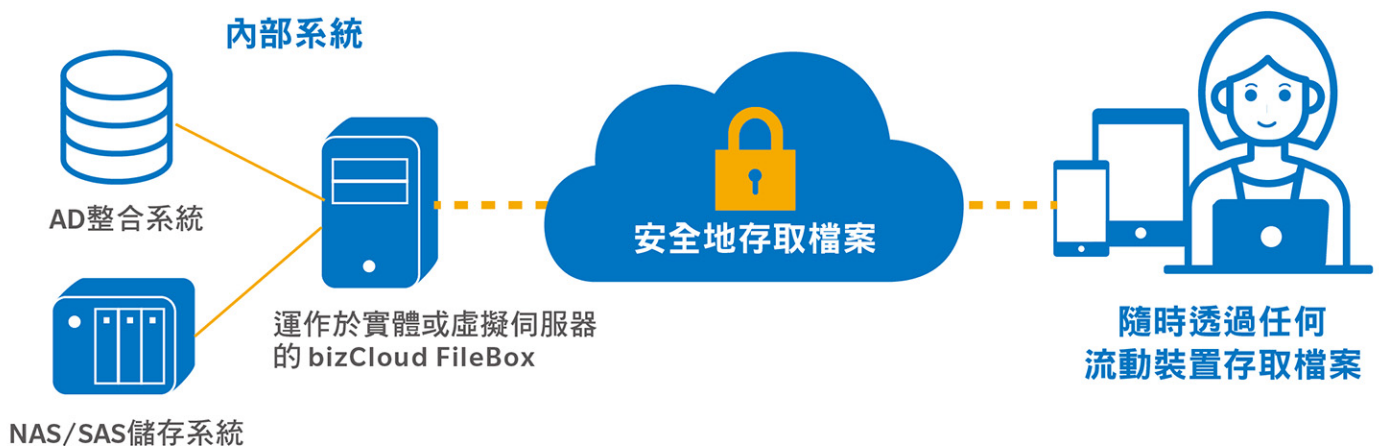 內部系統
AD整合系統
NAS/SAS儲存系統
運作於實體或虛擬伺服器
的 bizCloud FileBox
安全地存取檔案
隨時透過任何
流動裝置存取檔案